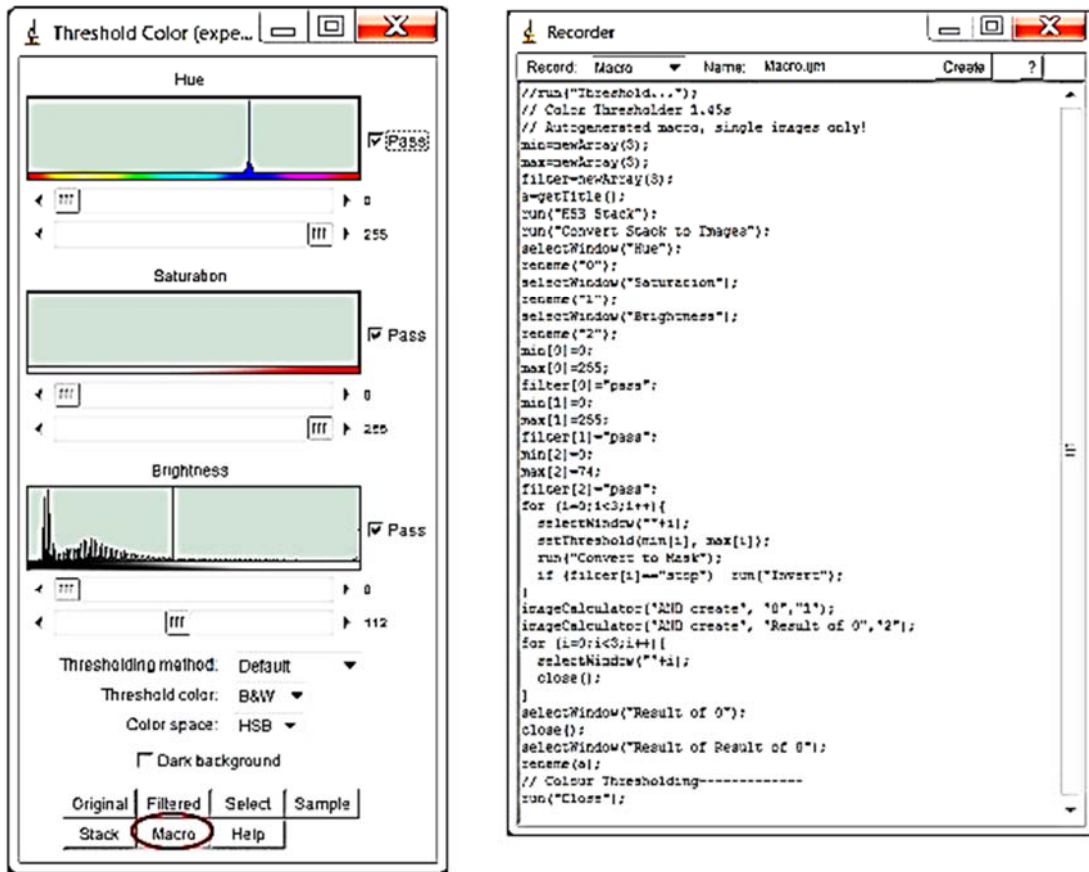 Threshold Color (expe...
Hue
Pass
0
255
Saturation
Pass
0
255
Brightness
Pass
0
112
Thresholding method: Default
Threshold color: B&W
Color space: HSB
Dark background
Original Filtered Select Sample
Stack Macro Help
Recorder
Record: Macro Name: Macro.ijm Create ?
//run("Threshold...");
// Color Thresholder 1.45s
// Autogenerated macro, single images only!
min=newArray(3);
max=newArray(3);
filter=newArray(3);
a=getTitle();
run("HSB Stack");
run("Convert Stack to Images");
selectWindow("Hue");
rename("0");
selectWindow("Saturation");
rename("1");
selectWindow("Brightness");
rename("2");
min[0]=0;
max[0]=255;
filter[0]="pass";
min[1]=0;
max[1]=255;
filter[1]="pass";
min[2]=0;
max[2]=74;
filter[2]="pass";
for (i=0;i<3;i++){
selectWindow(""+i);
setThreshold(min[i], max[i]);
run("Convert to Mask");
if (filter[i]=="stop") run("Invert");
}
imageCalculator("AND create", "0","1");
imageCalculator("AND create", "Result of 0","2");
for (i=0;i<3;i++){
selectWindow(""+i);
close();
}
selectWindow("Result of 0");
close();
selectWindow("Result of Result of 0");
rename(a);
// Colour Thresholding-------------
run("Close");